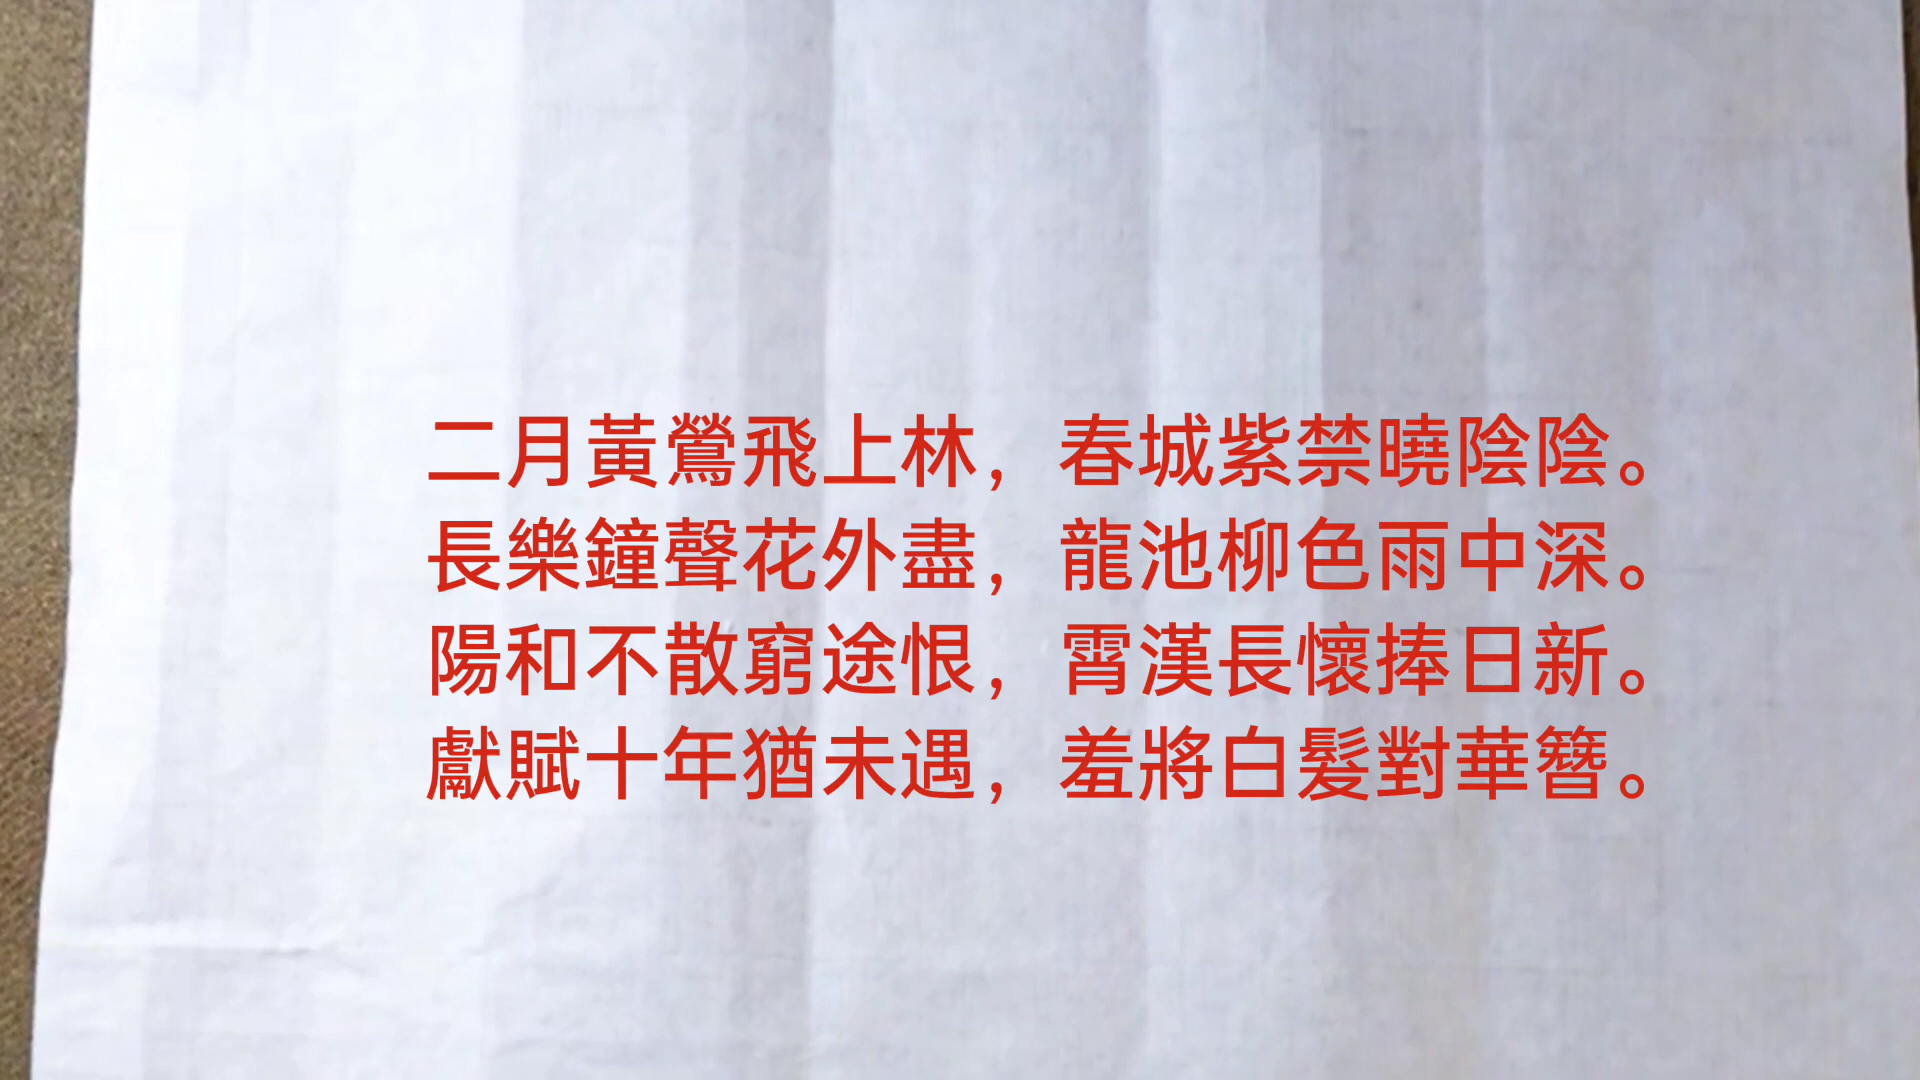 二月黃鶯飛上林，春城紫禁曉陰陰。
長樂鐘聲花外盡，龍池柳色雨中深。
陽和不散窮途恨，霄漢長懷捧日新。
獻賦十年猶未遇，羞將白髮對華簪。